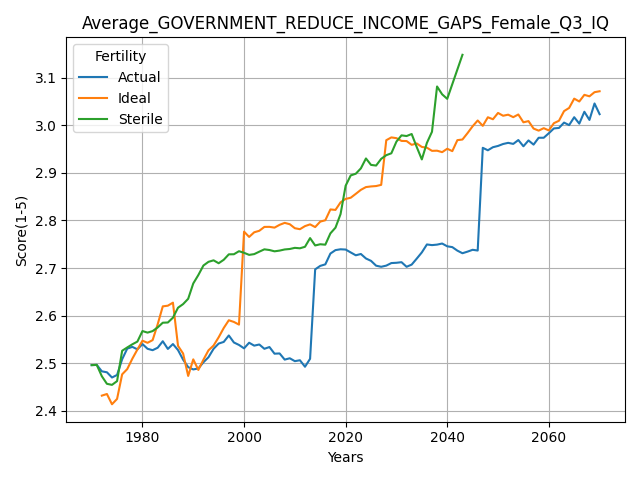 Average_GOVERNMENT_REDUCE_INCOME_GAPS_Female_Q3_IQ
Fertility
Actual
Ideal
Sterile
Score(1-5)
3.1
3.0
2.9
2.8
2.7
2.6
2.5
2.4
1980 2000 2020 2040 2060
Years